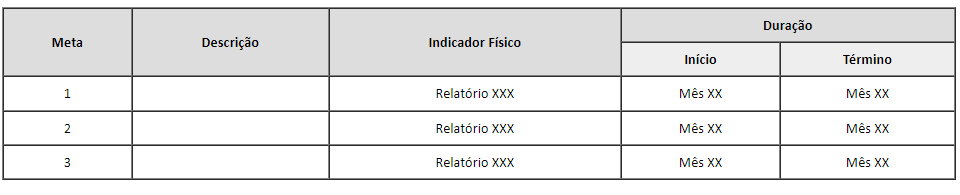 Meta Descrição Indicador Físico Duração
Início Término
1 Relatório XXX Mês XX Mês XX
2 Relatório XXX Mês XX Mês XX
3 Relatório XXX Mês XX Mês XX